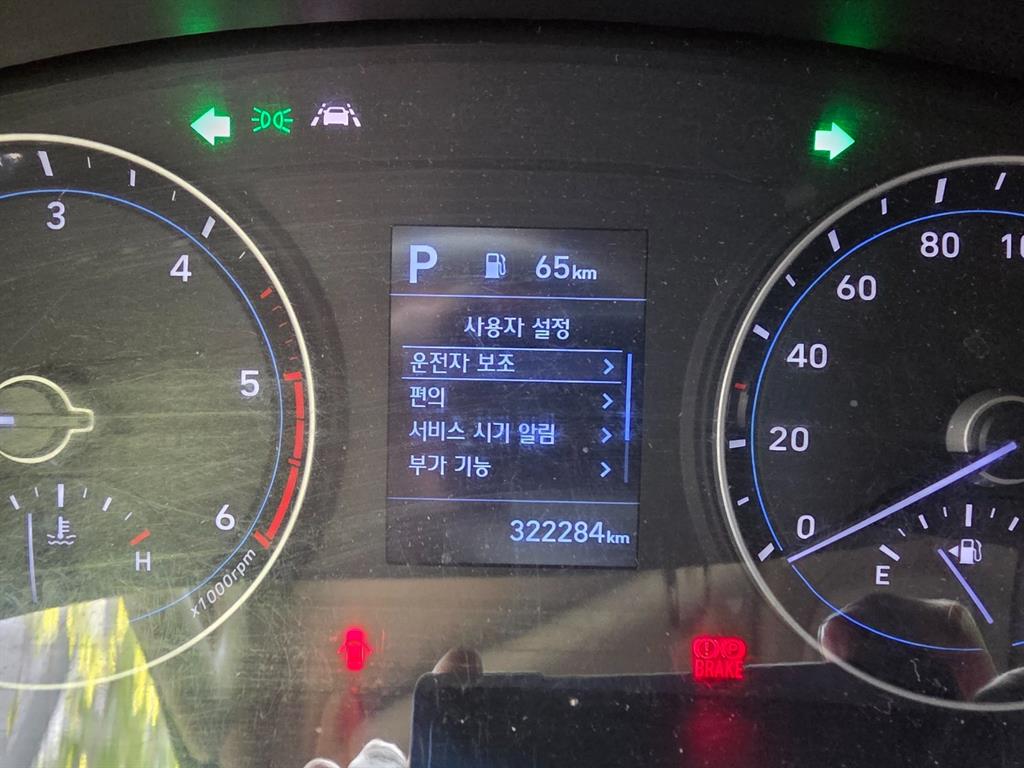 3
4
5
6
x1000rpm
H
P 65km
사용자 설정
운전자 보조
편의
서비스 시기 알림
부가 기능
322284km
0
20
40
60
80
E
P
BRAKE